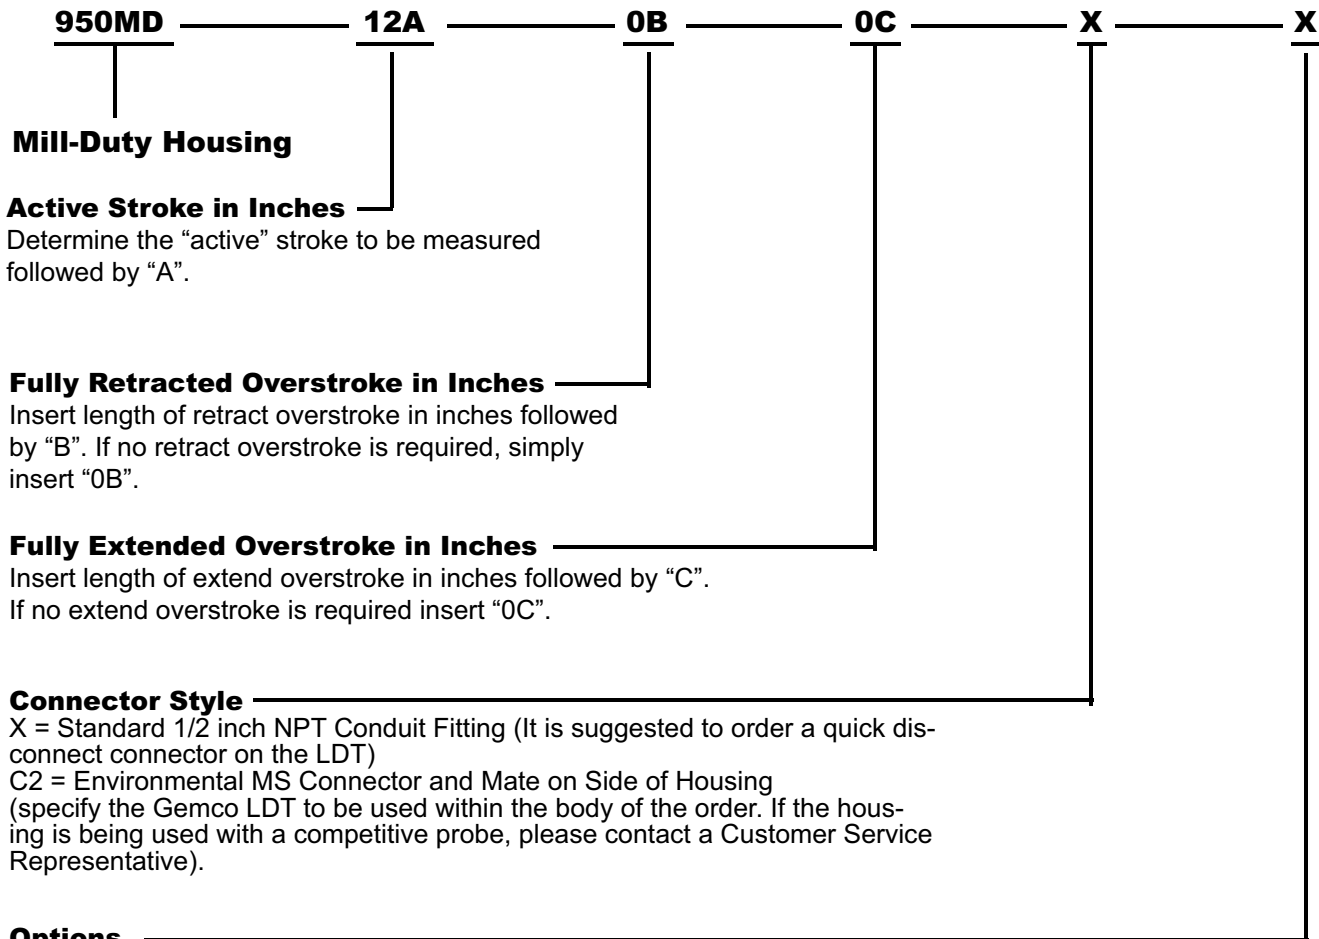 950MD 12A 0B 0C X X
Mill-Duty Housing
Active Stroke in Inches
Determine the “active” stroke to be measured
followed by “A”.
Fully Retracted Overstroke in Inches
Insert length of retract overstroke in inches followed
by “B”. If no retract overstroke is required, simply
insert “0B”.
Fully Extended Overstroke in Inches
Insert length of extend overstroke in inches followed by “C”.
If no extend overstroke is required insert “0C”.
Connector Style
X = Standard 1/2 inch NPT Conduit Fitting (It is suggested to order a quick dis-
connect connector on the LDT)
C2 = Environmental MS Connector and Mate on Side of Housing
(specify the Gemco LDT to be used within the body of the order. If the hous-
ing is being used with a competitive probe, please contact a Customer Service
Representative).
Options